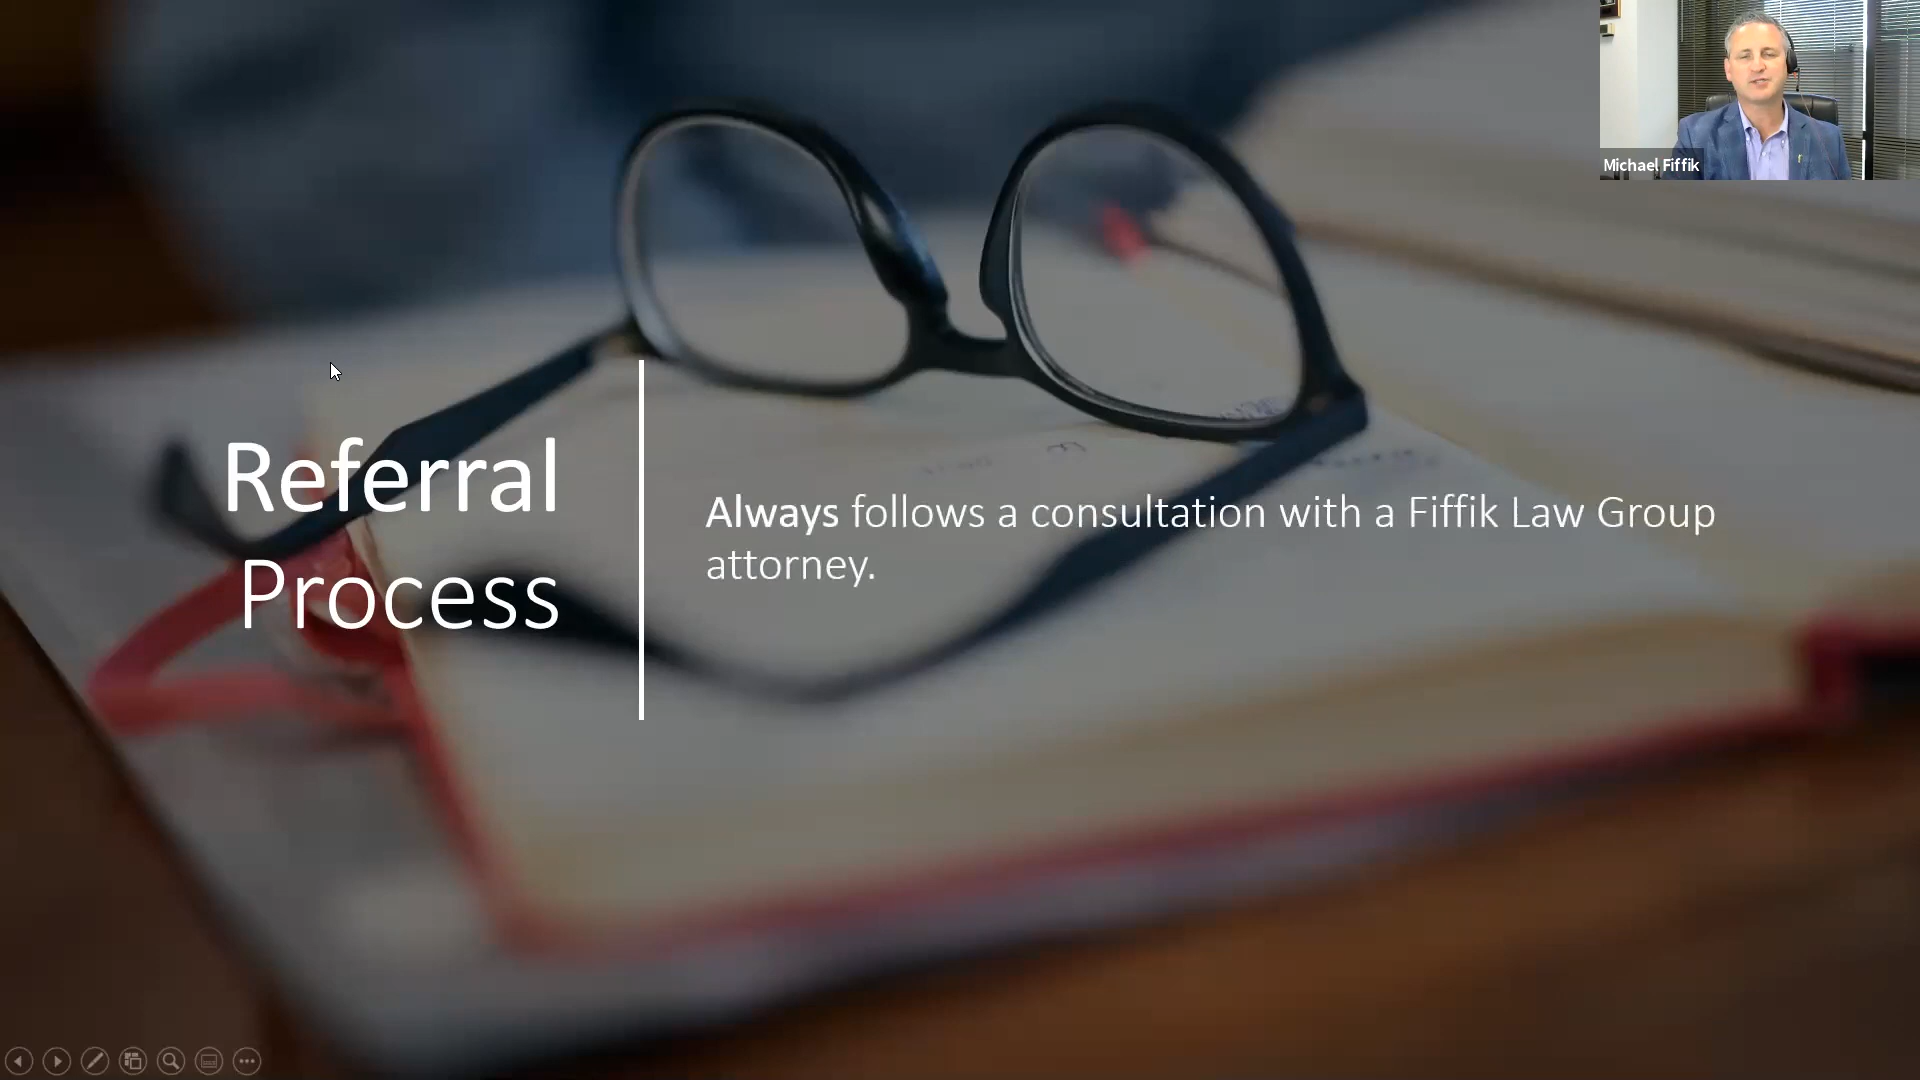 Michael Fiffik
Referral
Process
Always follows a consultation with a Fiffik Law Group
attorney.